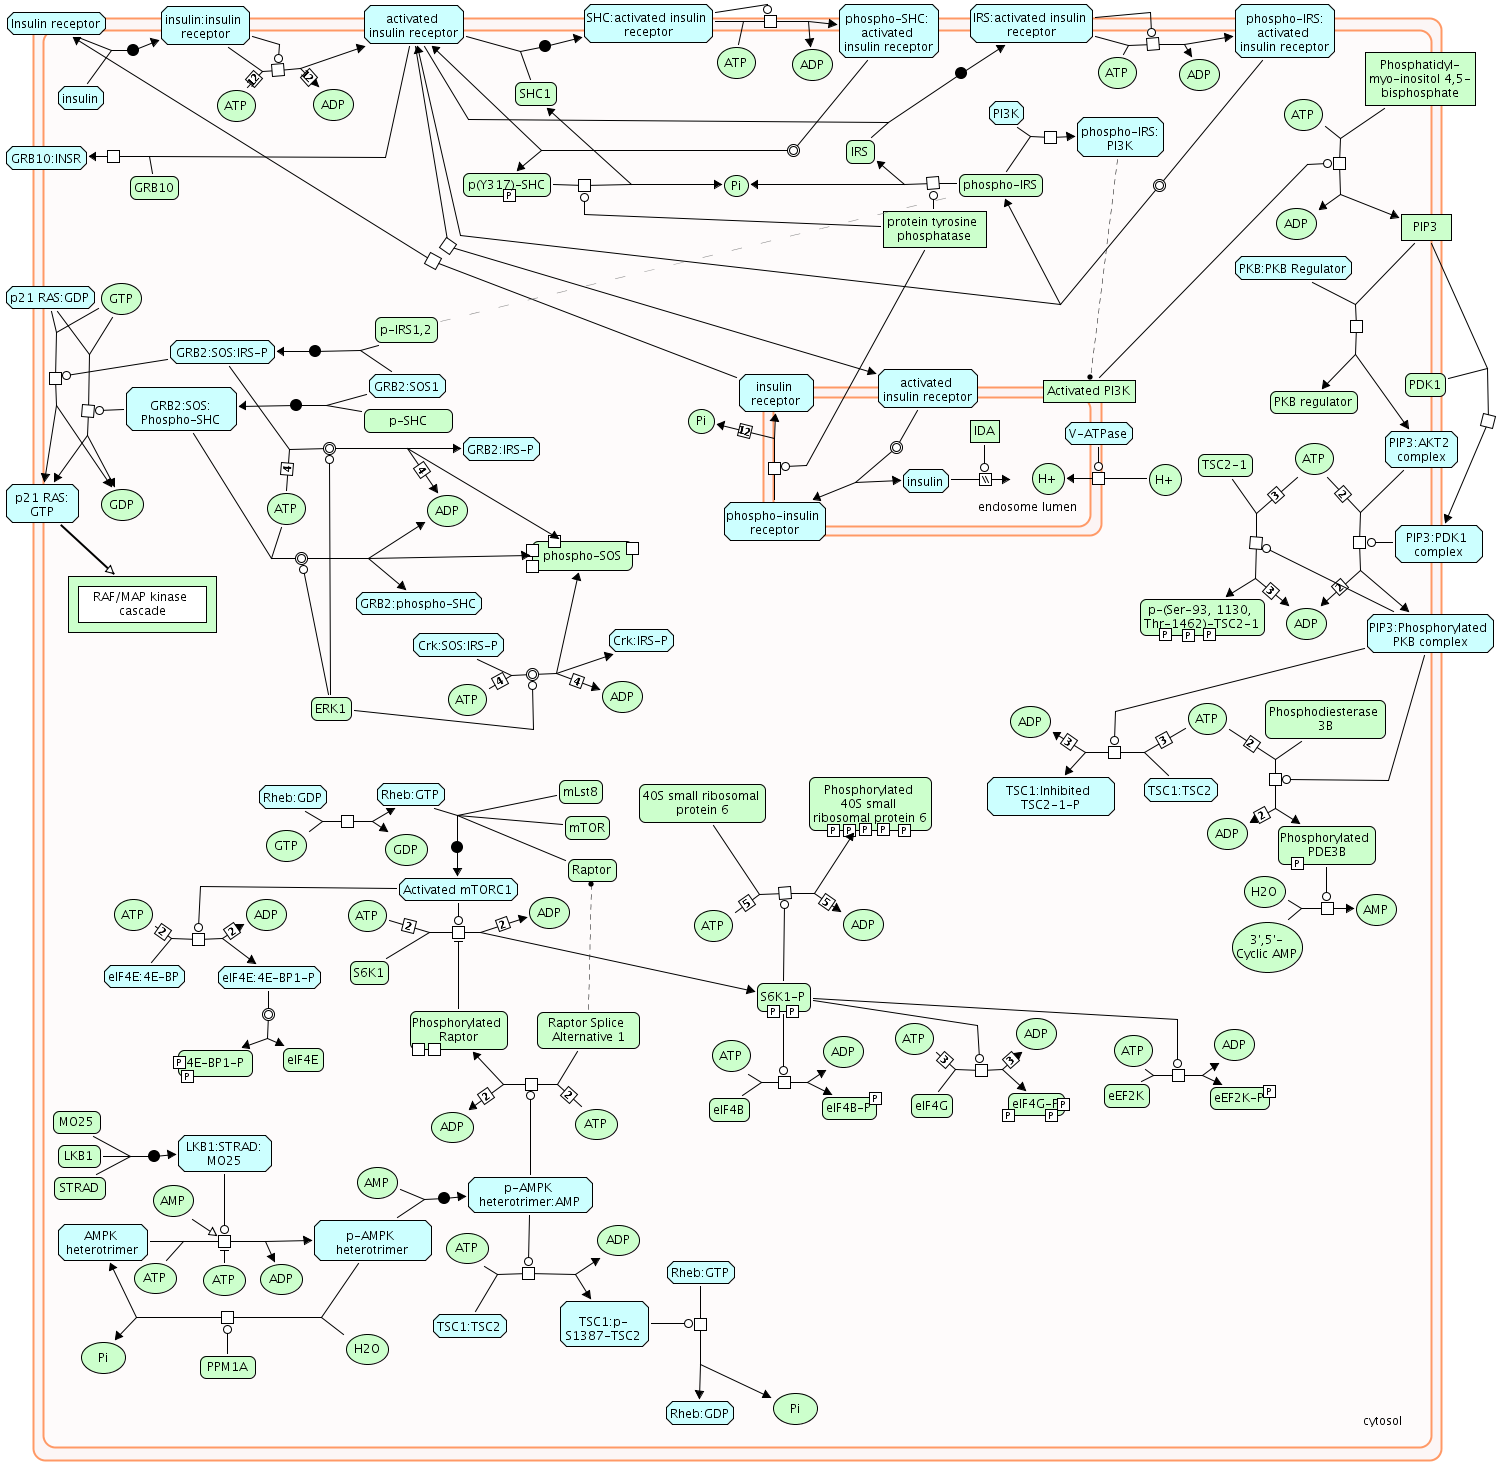 Insulin receptor
insulin:insulin
receptor
activated
insulin receptor
SHC:activated insulin
receptor
phospho-SHC:
activated
insulin receptor
IRS:activated insulin
receptor
phospho-IRS:
activated
insulin receptor
Phosphatidyl-
myo-inositol 4,5-
bisphosphate
insulin
12
12
ATP
ADP
SHC1
ATP
ADP
ATP
ADP
PI3K
phospho-IRS:
PI3K
ATP
GRB10:INSR
GRB10
IRS
p(Y317)-SHC
P
Pi
phospho-IRS
protein tyrosine
phosphatase
ADP
PIP3
PKB:PKB Regulator
p21 RAS:GDP
GTP
p-IRS1,2
GRB2:SOS:IRS-P
GRB2:SOS1
GRB2:SOS:
Phospho-SHC
p-SHC
insulin
receptor
activated
insulin receptor
Activated PI3K
PKB regulator
PDK1
Pi
12
IDA
V-ATPase
PIP3:AKT2
complex
GRB2:IRS-P
4
4
insulin
\\
H+
H+
endosome lumen
TSC2-1
ATP
3
2
p21 RAS:
GTP
GDP
ATP
ADP
phospho-insulin
receptor
PIP3:PDK1
complex
phospho-SOS
RAF/MAP kinase
cascade
GRB2:phospho-SHC
3
2
p-(Ser-93, 1130,
Thr-1462)-TSC2-1
P
P
P
ADP
PIP3:Phosphorylated
PKB complex
Crk:SOS:IRS-P
Crk:IRS-P
4
4
ATP
ADP
ERK1
ADP
ATP
Phosphodiesterase
3B
3
3
2
TSC1:Inhibited
TSC2-1-P
TSC1:TSC2
2
ADP
Phosphorylated
PDE3B
P
Rheb:GDP
Rheb:GTP
mLst8
mTOR
GTP
GDP
Raptor
40S small ribosomal
protein 6
Phosphorylated
40S small
ribosomal protein 6
P
P
P
P
P
H2O
AMP
3',5'-
Cyclic AMP
Activated mTORC1
ATP
ADP
2
2
ATP
ADP
2
2
5
5
ATP
ADP
eIF4E:4E-BP
eIF4E:4E-BP1-P
S6K1
S6K1-P
P
P
Phosphorylated
Raptor
Raptor Splice
Alternative 1
P
4E-BP1-P
P
eIF4E
ATP
ADP
ATP
ADP
3
3
ATP
ADP
eIF4B
eIF4B-P
P
eIF4G
eIF4G-P
P
P
P
eEF2K
eEF2K-P
P
2
2
ADP
ATP
MO25
LKB1
STRAD
LKB1:STRAD:
MO25
AMP
AMP
p-AMPK
heterotrimer:AMP
AMPK
heterotrimer
p-AMPK
heterotrimer
ATP
ATP
ADP
ATP
ADP
Rheb:GTP
TSC1:TSC2
TSC1:p-
S1387-TSC2
Pi
PPM1A
H2O
Rheb:GDP
Pi
cytosol